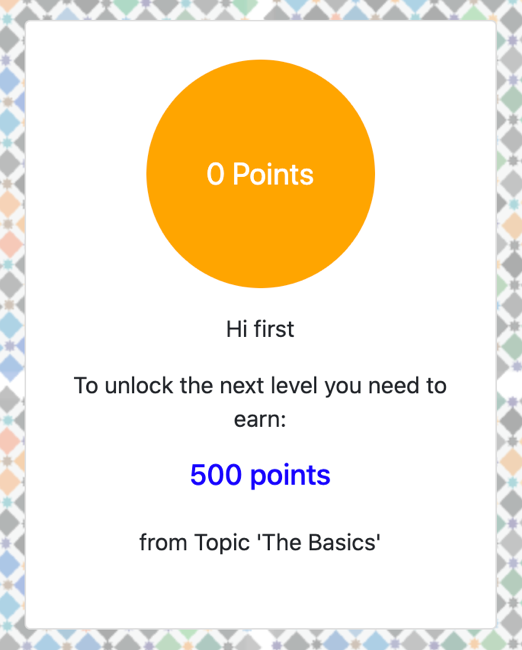 0 Points
Hi first
To unlock the next level you need to
earn:
500 points
from Topic 'The Basics'